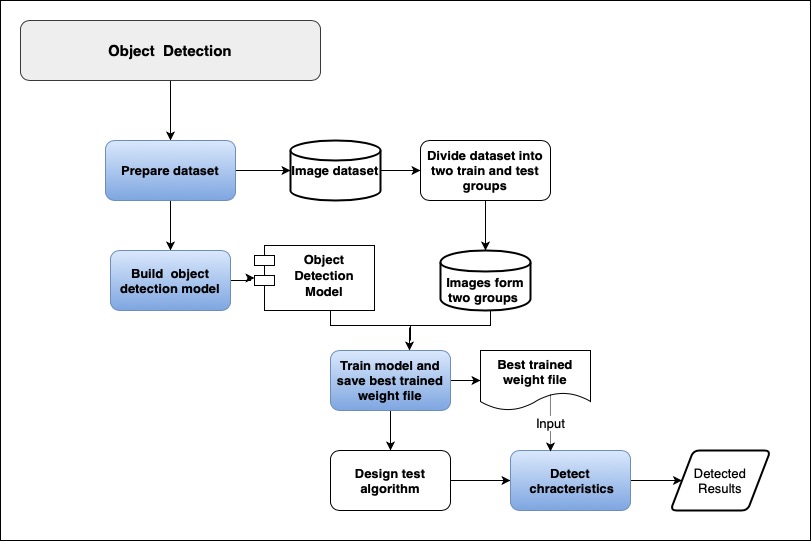 Object Detection
Prepare dataset
Image dataset
Divide dataset into
two train and test
groups
Build object
detection model
Object
Detection
Model
Images form
two groups
Train model and
save best trained
weight file
Best trained
weight file
Input
Design test
algorithm
Detect
chracteristics
Detected
Results